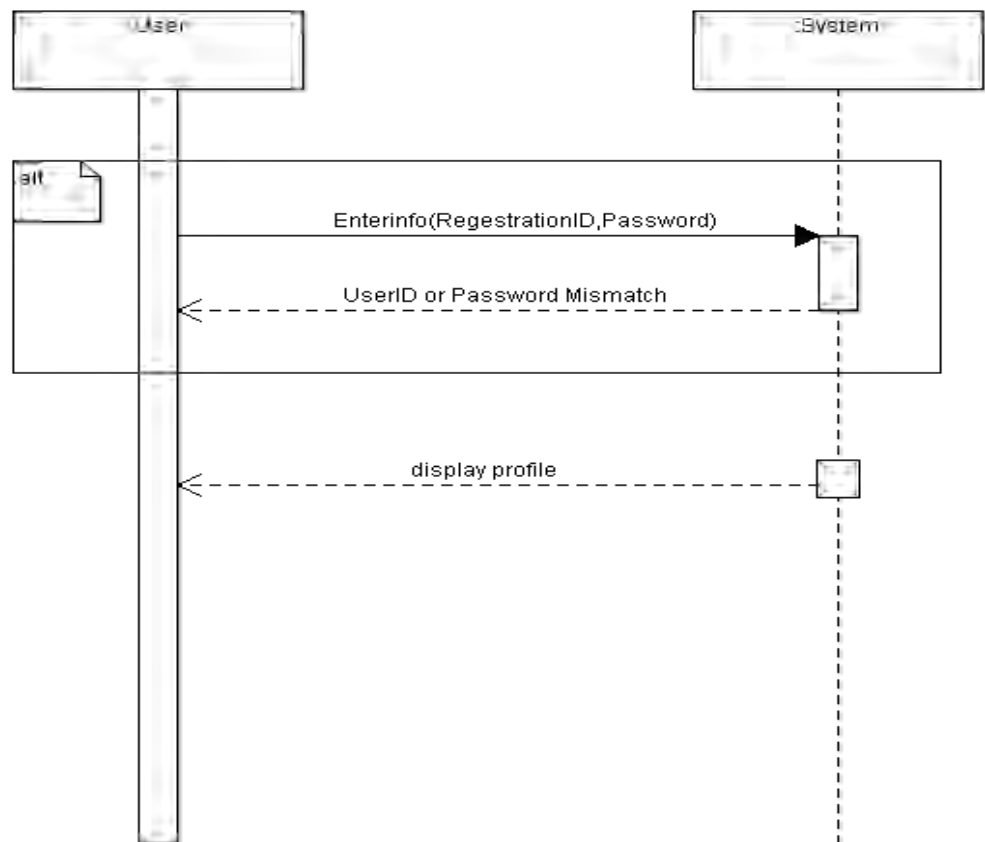 :User
:System
alt
Enterinfo(RegestrationID,Password)
UserID or Password Mismatch
display profile